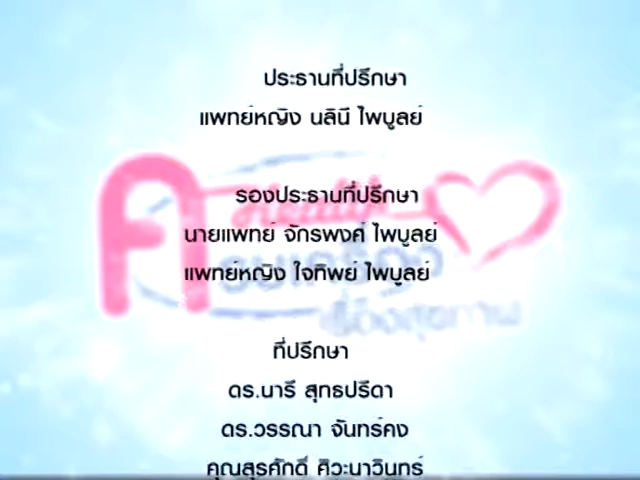 ประธานที่ปรึกษา
แพทย์หญิง นลินี ไพบูลย์
รองประธานที่ปรึกษา
Health
นายแพทย์ จักรพงศ์ ไพบูลย์
แพทย์หญิง ใจทิพย์ ไพบูลย์
ที่ปรึกษา
ดร.นารี สุทธปรีดา
ดร.วรรณา จันทร์คง
คุณสุรศักดิ์ ศิวะนาวินทร์